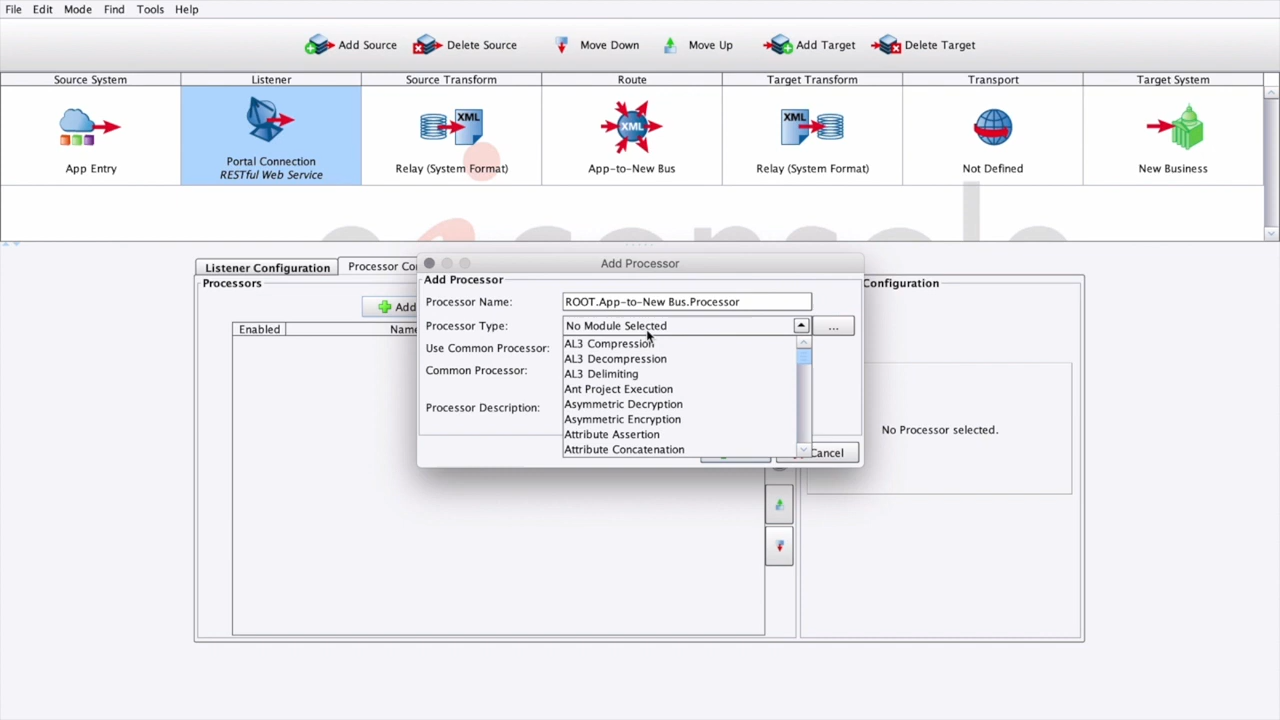 File Edit Mode Find Tools Help
Add Source Delete Source Move Down Move Up Add Target Delete Target
Source System Listener Source Transform Route Target Transform Transport Target System
XML XML XML
App Entry Portal Connection Relay (System Format) App-to-New Bus Relay (System Format) Not Defined New Business
RESTful Web Service
Add Processor
Listener Configuration Processor Co
Processors Add Processor Configuration
Add Processor Name: ROOT.App-to-New Bus.Processor
Enabled Name Processor Type: No Module Selected ...
Use Common Processor: AL3 Compression
AL3 Decompression
Common Processor: AL3 Delimiting
Ant Project Execution
Processor Description: Asymmetric Decryption
Asymmetric Encryption
Attribute Assertion No Processor selected.
Attribute Concatenation Cancel